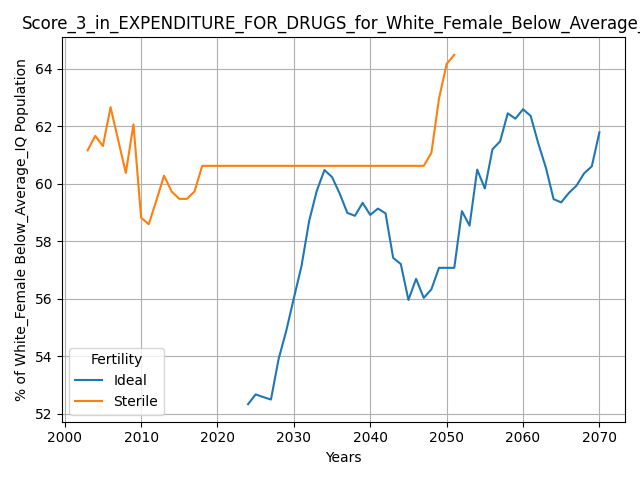 Score_3_in_EXPENDITURE_FOR_DRUGS_for_White_Female_Below_Average_
% of White_Female Below_Average_IQ Population
64
62
60
58
56
54
52
Fertility
Ideal
Sterile
2000 2010 2020 2030 2040 2050 2060 2070
Years